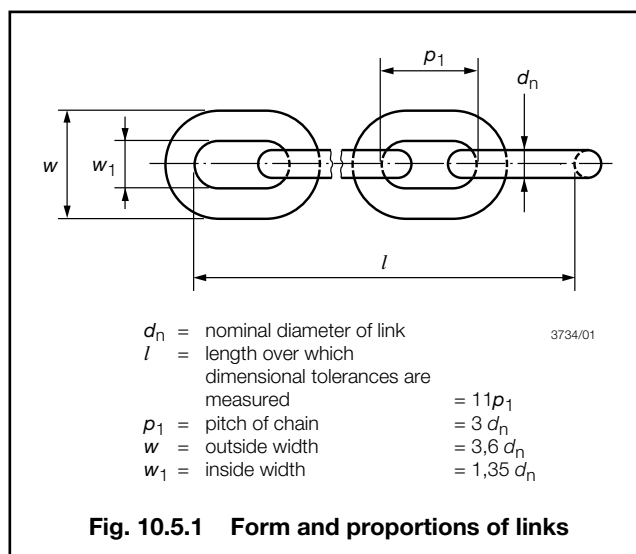 p1
dn
w
w1
l
dn = nominal diameter of link
3734/01
l = length over which
dimensional tolerances are
measured = 11p1
p1 = pitch of chain = 3 dn
w = outside width = 3,6 dn
w1 = inside width = 1,35 dn
Fig. 10.5.1 Form and proportions of links